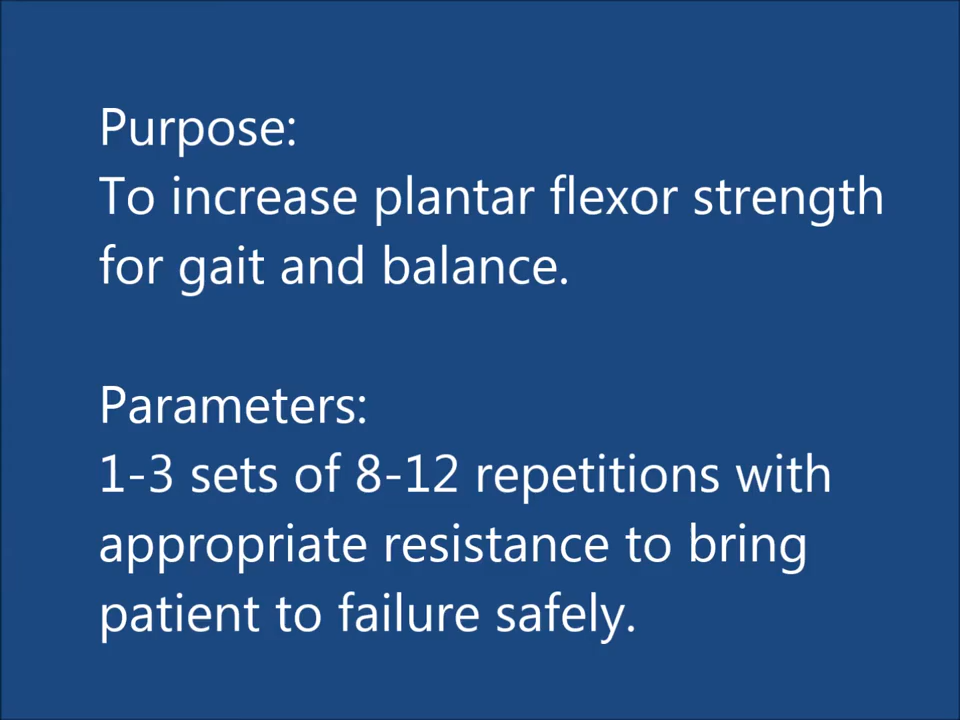 Purpose:
To increase plantar flexor strength
for gait and balance.
Parameters:
1-3 sets of 8-12 repetitions with
appropriate resistance to bring
patient to failure safely.